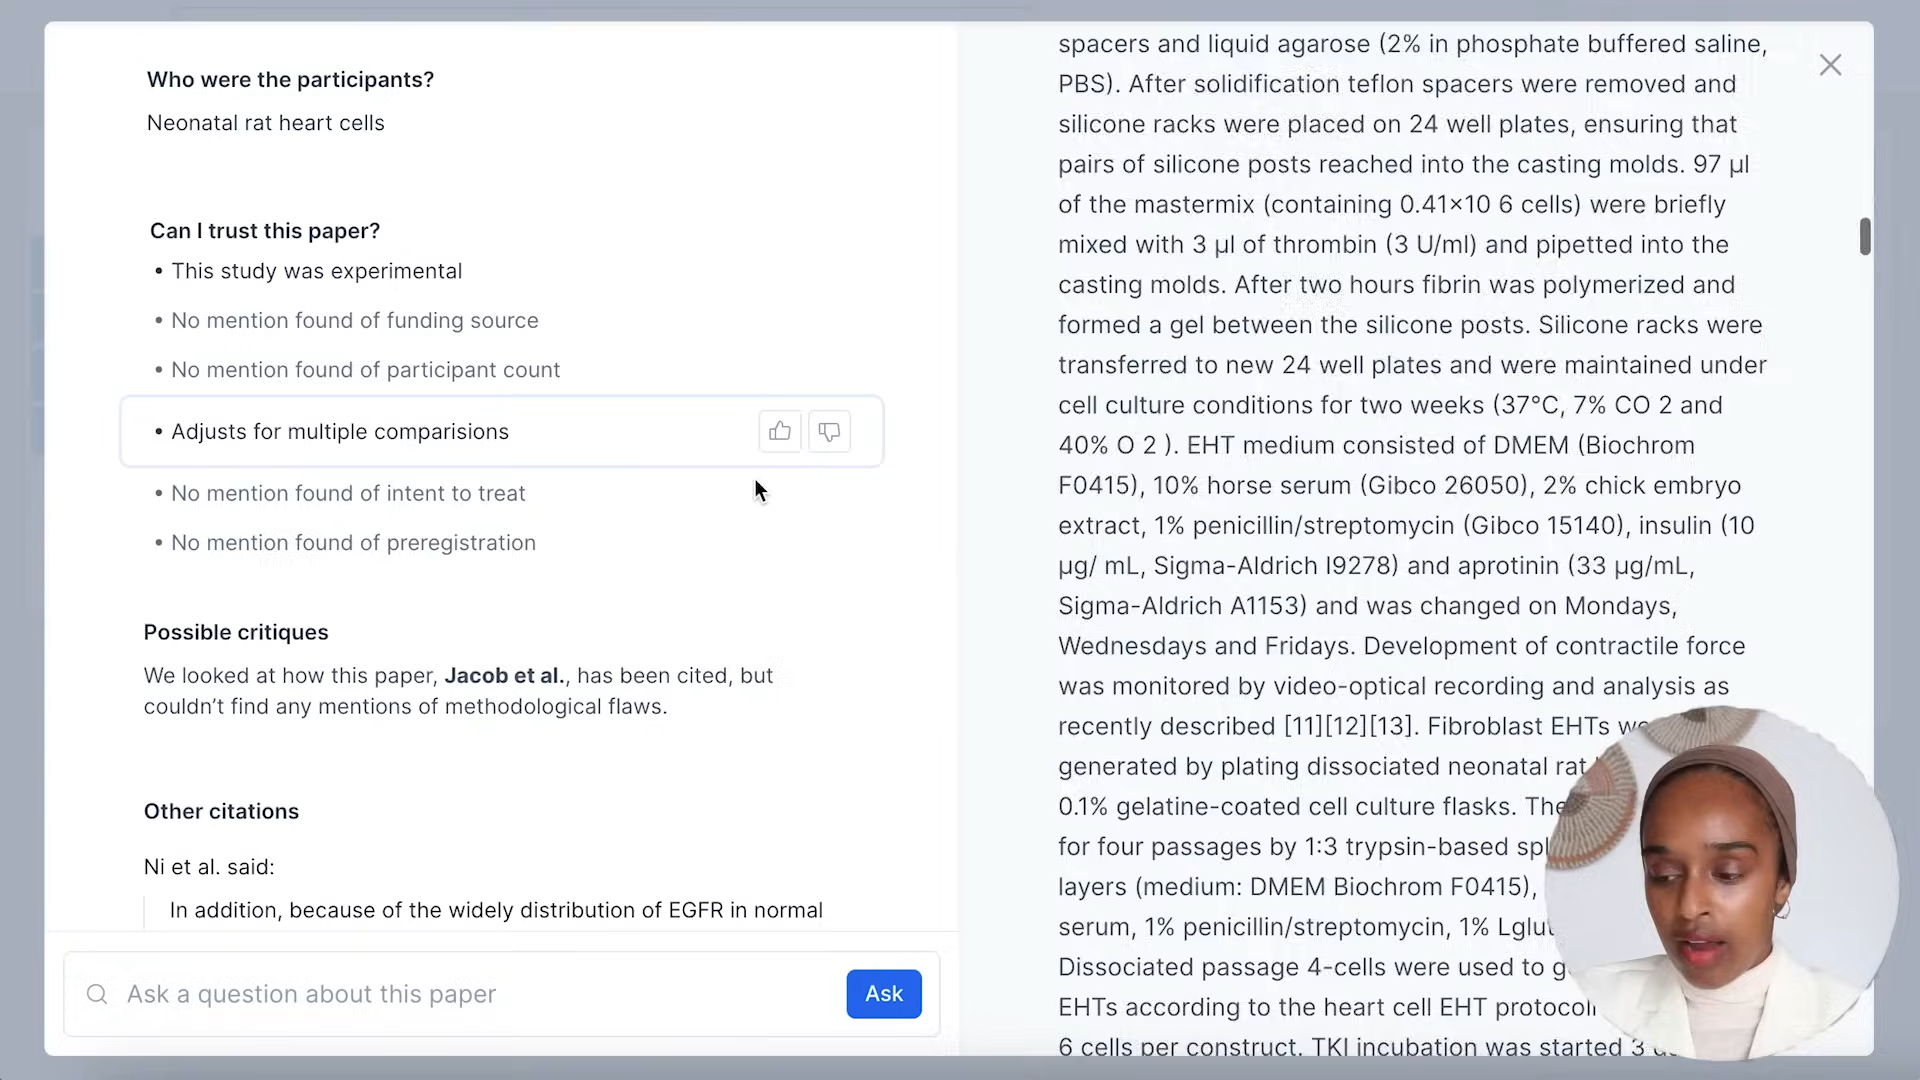 Who were the participants?
Neonatal rat heart cells
Can I trust this paper?
• This study was experimental
• No mention found of funding source
• No mention found of participant count
• Adjusts for multiple comparisions
• No mention found of intent to treat
• No mention found of preregistration
Possible critiques
We looked at how this paper, Jacob et al., has been cited, but
couldn’t find any mentions of methodological flaws.
Other citations
Ni et al. said:
In addition, because of the widely distribution of EGFR in normal
Ask a question about this paper
Ask
spacers and liquid agarose (2% in phosphate buffered saline,
PBS). After solidification teflon spacers were removed and
silicone racks were placed on 24 well plates, ensuring that
pairs of silicone posts reached into the casting molds. 97 µl
of the mastermix (containing 0.41×10 6 cells) were briefly
mixed with 3 µl of thrombin (3 U/ml) and pipetted into the
casting molds. After two hours fibrin was polymerized and
formed a gel between the silicone posts. Silicone racks were
transferred to new 24 well plates and were maintained under
cell culture conditions for two weeks (37°C, 7% CO 2 and
40% O 2 ). EHT medium consisted of DMEM (Biochrom
F0415), 10% horse serum (Gibco 26050), 2% chick embryo
extract, 1% penicillin/streptomycin (Gibco 15140), insulin (10
µg/ mL, Sigma-Aldrich I9278) and aprotinin (33 µg/mL,
Sigma-Aldrich A1153) and was changed on Mondays,
Wednesdays and Fridays. Development of contractile force
was monitored by video-optical recording and analysis as
recently described [11][12][13]. Fibroblast EHTs
generated by plating dissociated neonatal rat
0.1% gelatine-coated cell culture flasks.
for four passages by 1:3 trypsin-based
layers (medium: DMEM Biochrom F0415),
serum, 1% penicillin/streptomycin, 1%
Dissociated passage 4-cells were used to
EHTs according to the heart cell EHT
6 cells per construct. TKI incubation was started 3